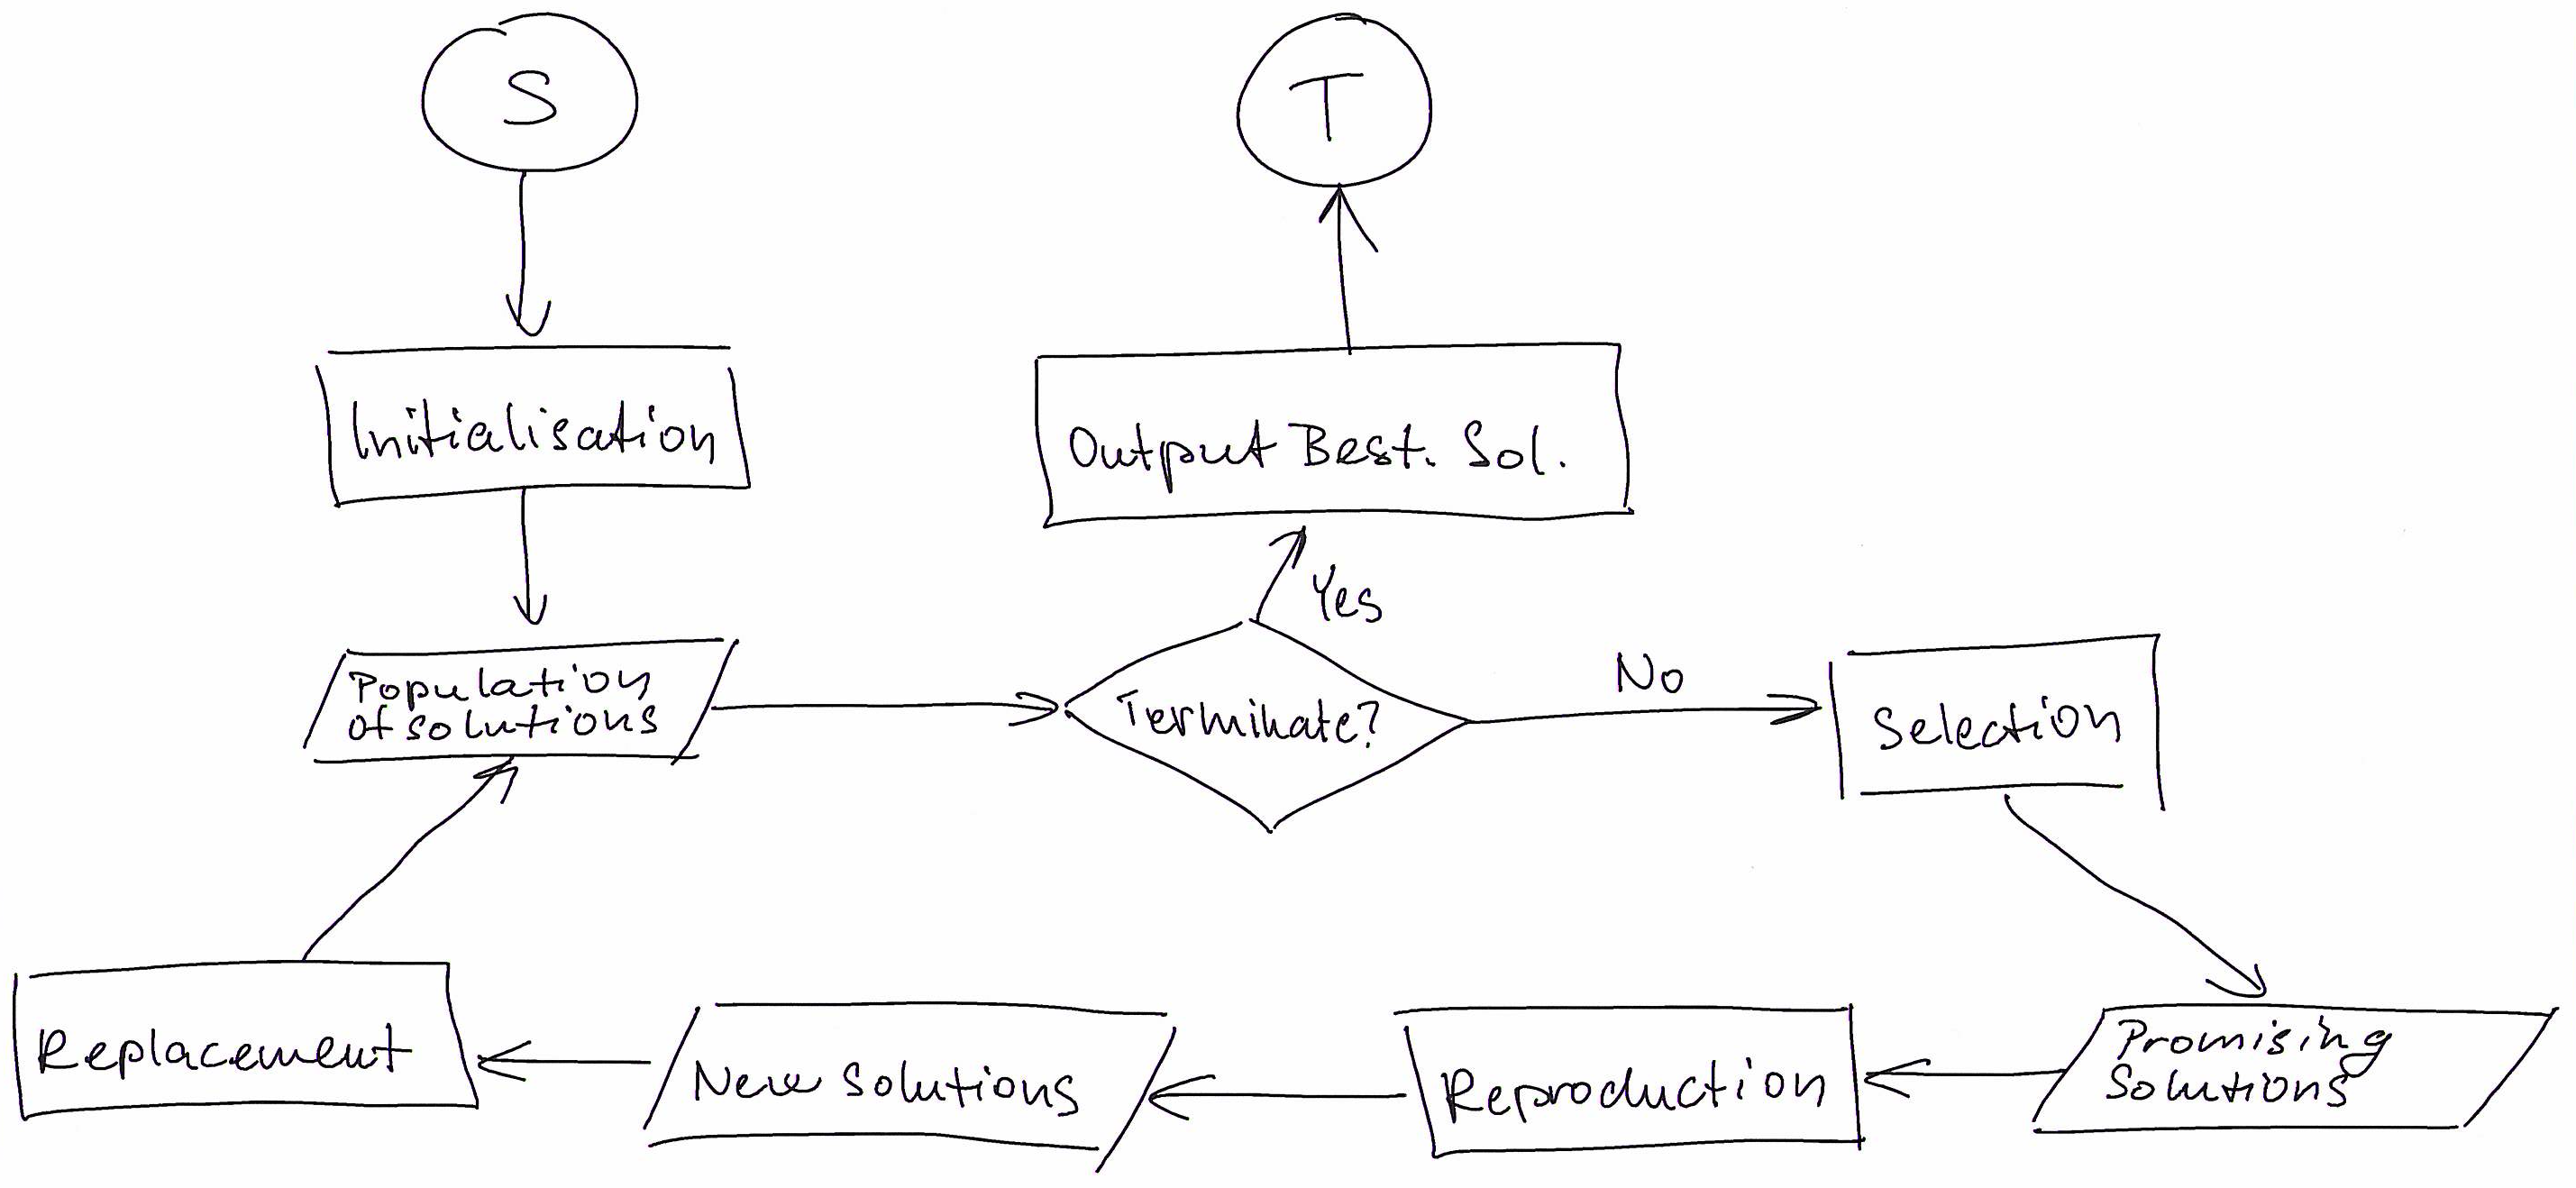 S
T
Initialisation
Output Best. Sol.
Yes
Population
of solutions
Terminate?
No
Selection
Replacement
New Solutions
Reproduction
Promising
Solutions